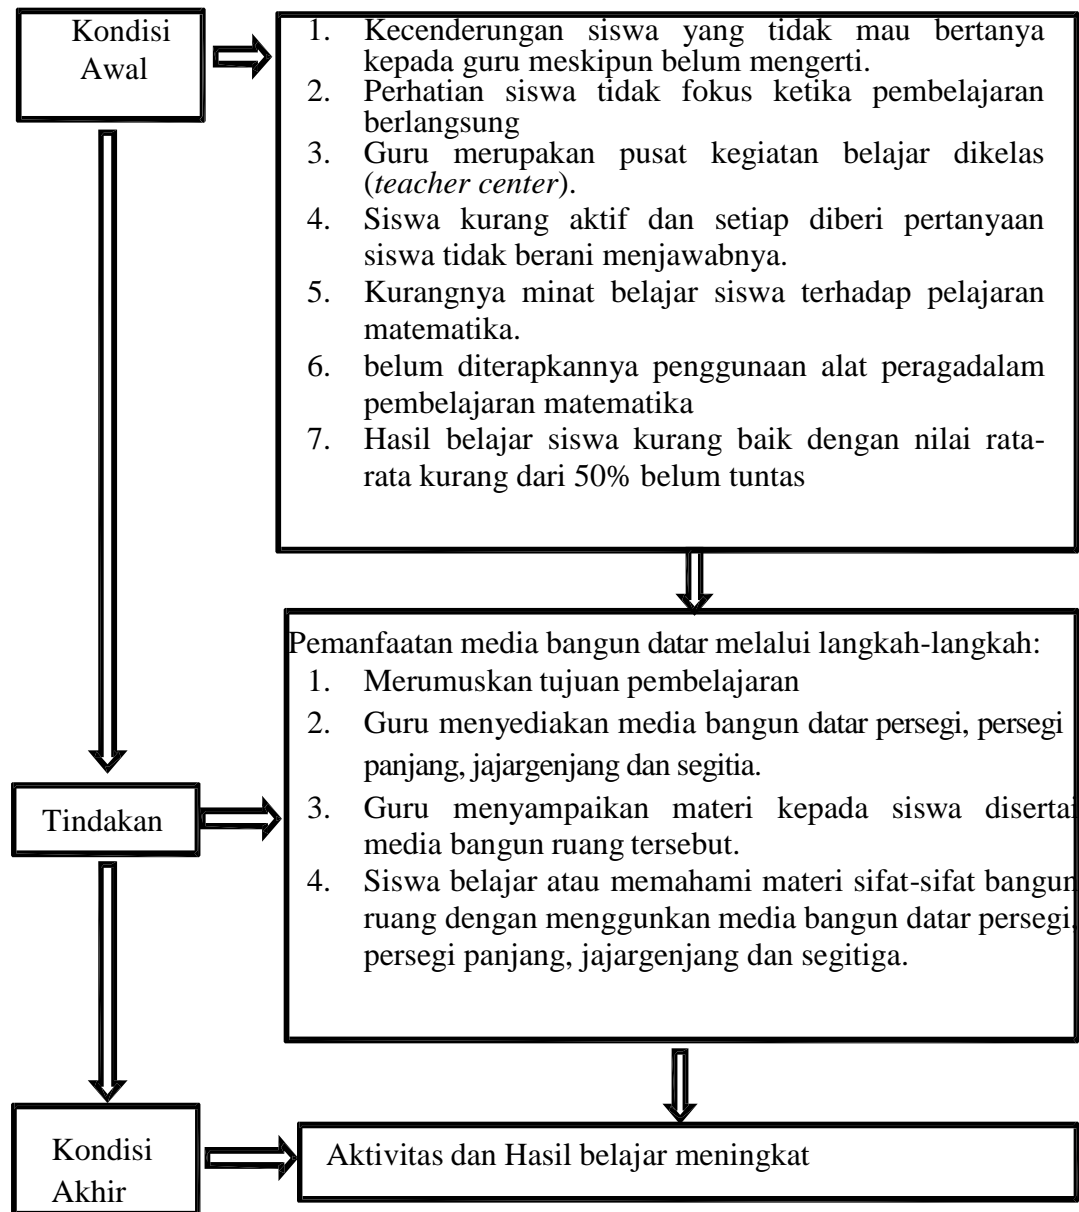 Kondisi
Awal
1. Kecenderungan siswa yang tidak mau bertanya
kepada guru meskipun belum mengerti.
2. Perhatian siswa tidak fokus ketika pembelajaran
berlangsung
3. Guru merupakan pusat kegiatan belajar dikelas
(teacher center).
4. Siswa kurang aktif dan setiap diberi pertanyaan
siswa tidak berani menjawabnya.
5. Kurangnya minat belajar siswa terhadap pelajaran
matematika.
6. belum diterapkannya penggunaan alat peragadalam
pembelajaran matematika
7. Hasil belajar siswa kurang baik dengan nilai rata-
rata kurang dari 50% belum tuntas
Tindakan
Pemanfaatan media bangun datar melalui langkah-langkah:
1. Merumuskan tujuan pembelajaran
2. Guru menyediakan media bangun datar persegi, persegi
panjang, jajargenjang dan segitia.
3. Guru menyampaikan materi kepada siswa disertai
media bangun ruang tersebut.
4. Siswa belajar atau memahami materi sifat-sifat bangun
ruang dengan menggunkan media bangun datar persegi,
persegi panjang, jajargenjang dan segitiga.
Kondisi
Akhir
Aktivitas dan Hasil belajar meningkat